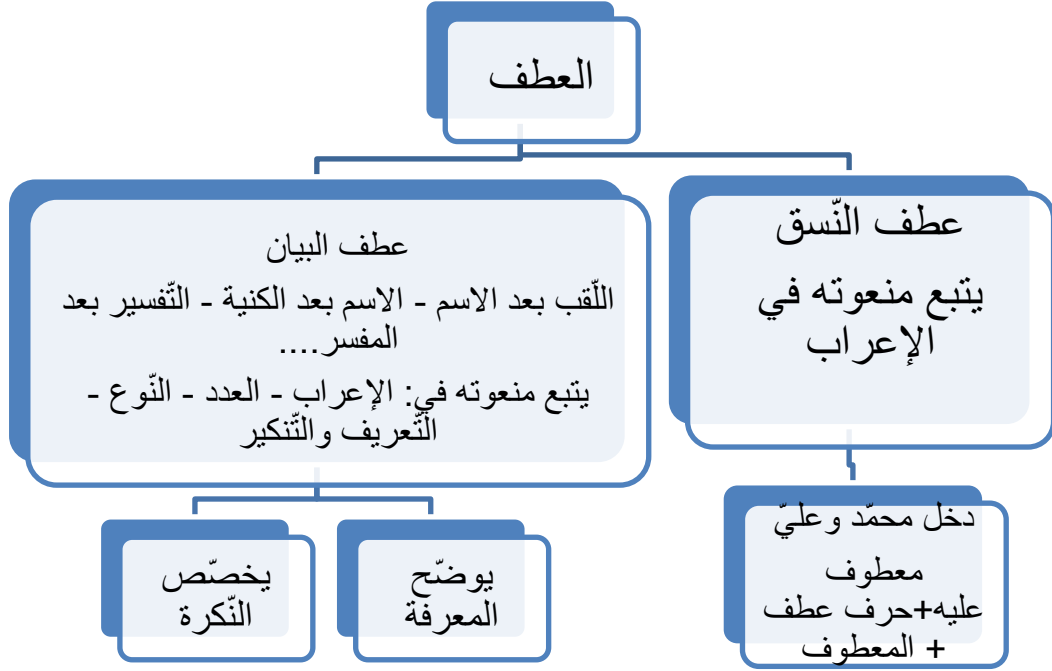 العطف
عطف النّسق
يتبع منعوته في
الإعراب
عطف البيان
اللّقب بعد الاسم - الاسم بعد الكنية - التّفسير بعد
المفسر....
يتبع منعوته في: الإعراب - العدد - النّوع -
التّعريف والتّنكير
دخل محمّد وعليّ
معطوف
عليه+حرف عطف
+ المعطوف
يوضّح
المعرفة
يخصّص
النّكرة